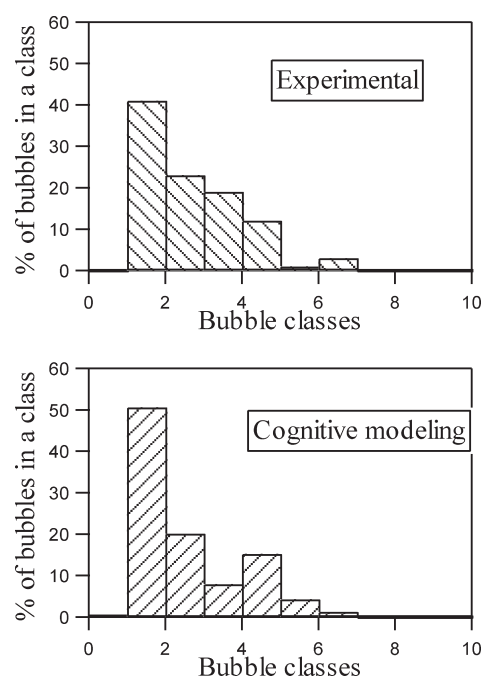 60
50
40
30
20
10
0
% of bubbles in a class
Experimental
0 2 4 6 8 10
Bubble classes
60
50
40
30
20
10
0
% of bubbles in a class
Cognitive modeling
0 2 4 6 8 10
Bubble classes